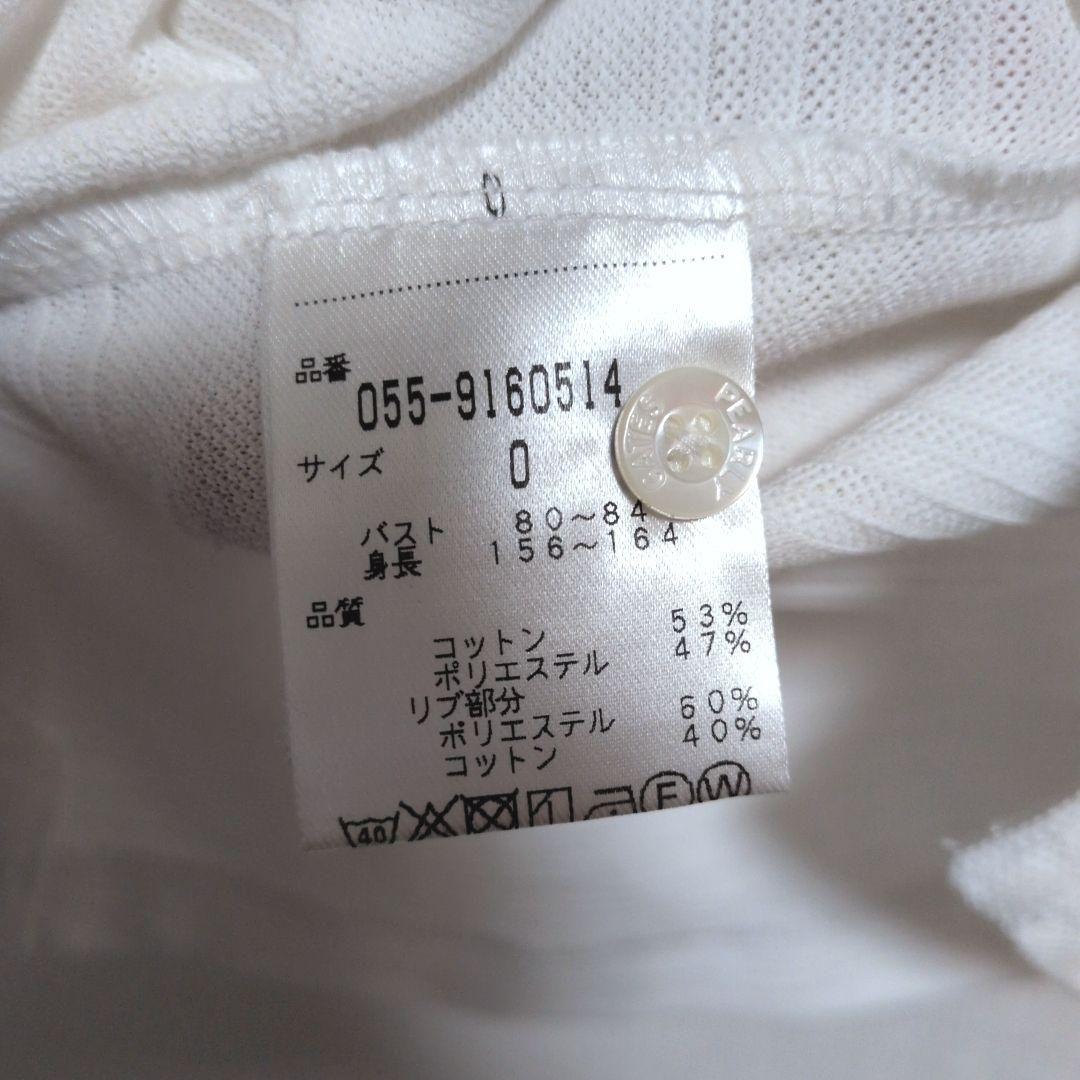 0
品番
055-9160514
サイズ 0
バスト 80～84
身長 156～164
品質
コットン 53%
ポリエステル 47%
リブ部分
ポリエステル 60%
コットン 40%
40 F W
PEARLY GATES